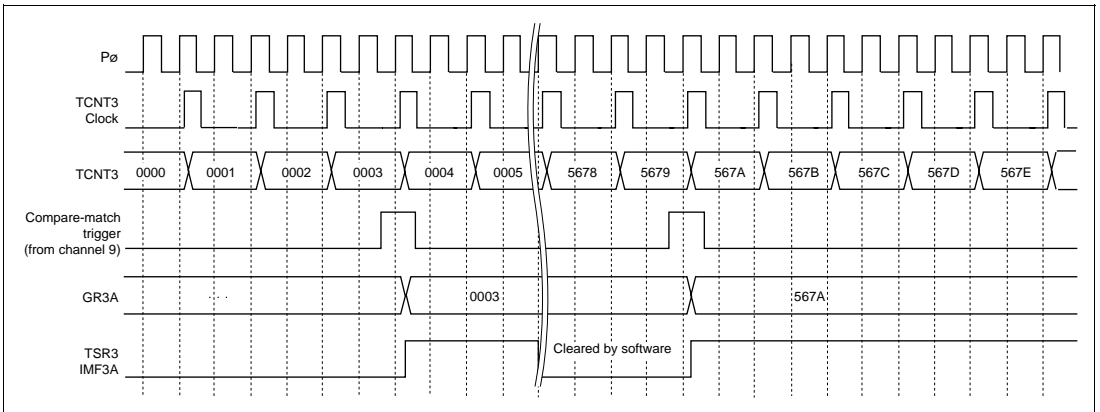 Pø
TCNT3
Clock
TCNT3
0000 0001 0002 0003 0004 0005 5678 5679 567A 567B 567C 567D 567E
Compare-match
trigger
(from channel 9)
GR3A
. . . 0003 567A
TSR3
IMF3A
Cleared by software